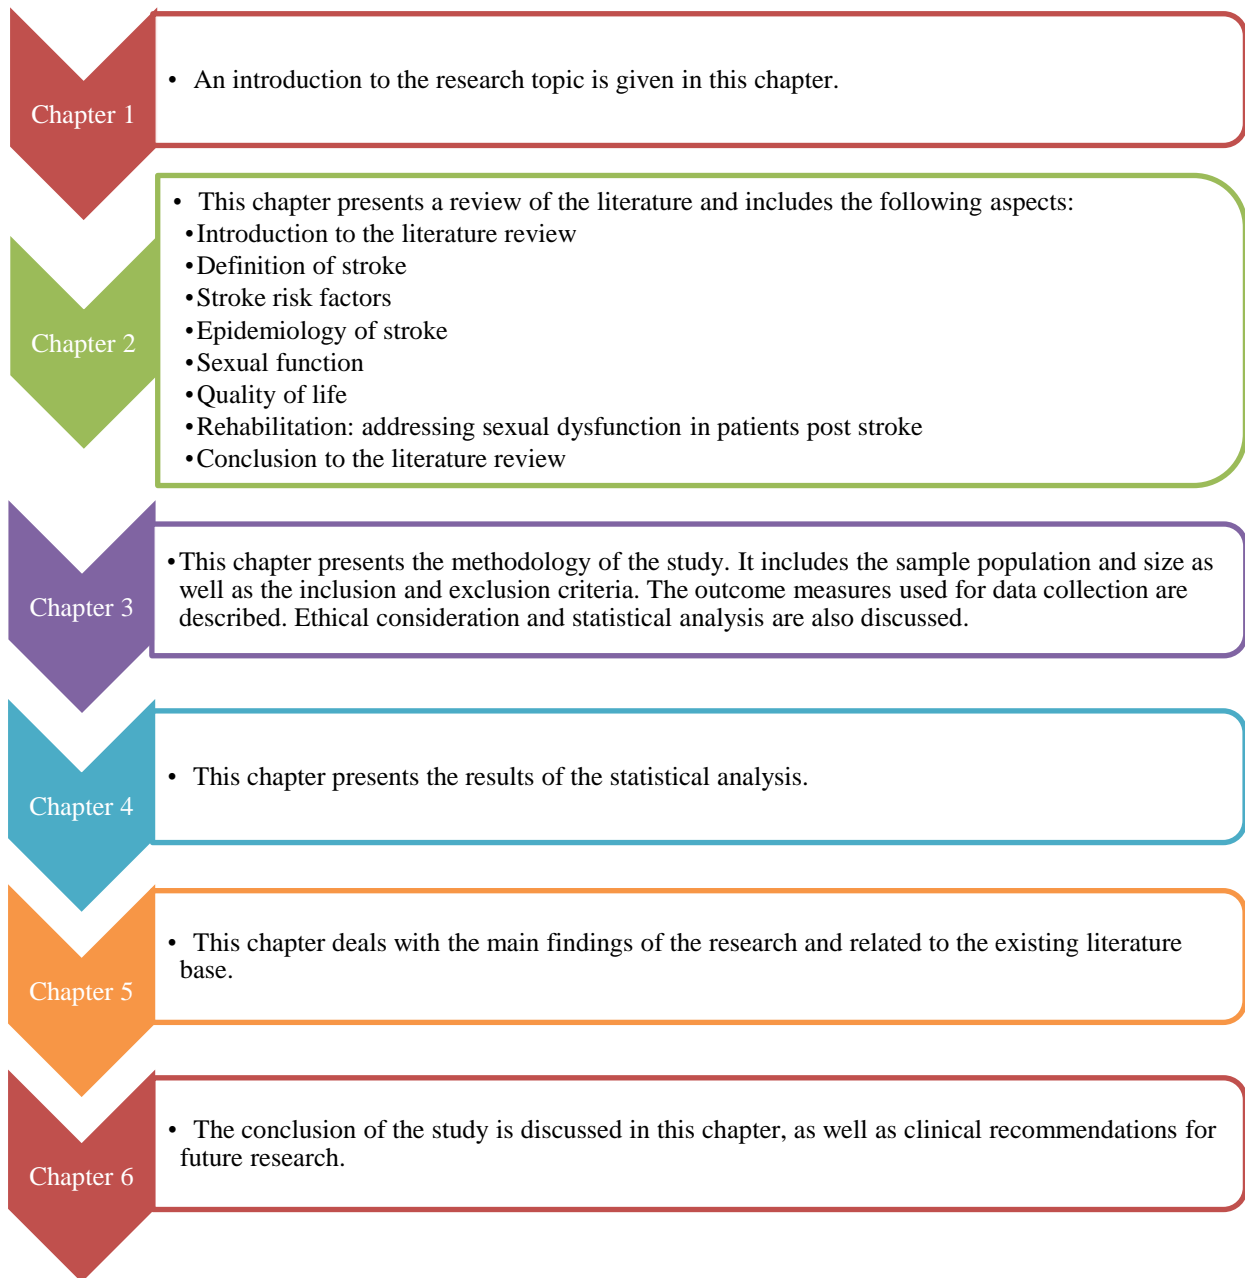 Chapter 1
• An introduction to the research topic is given in this chapter.
Chapter 2
• This chapter presents a review of the literature and includes the following aspects:
•Introduction to the literature review
•Definition of stroke
•Stroke risk factors
•Epidemiology of stroke
•Sexual function
•Quality of life
•Rehabilitation: addressing sexual dysfunction in patients post stroke
•Conclusion to the literature review
Chapter 3
•This chapter presents the methodology of the study. It includes the sample population and size as
well as the inclusion and exclusion criteria. The outcome measures used for data collection are
described. Ethical consideration and statistical analysis are also discussed.
Chapter 4
• This chapter presents the results of the statistical analysis.
Chapter 5
• This chapter deals with the main findings of the research and related to the existing literature
base.
Chapter 6
• The conclusion of the study is discussed in this chapter, as well as clinical recommendations for
future research.